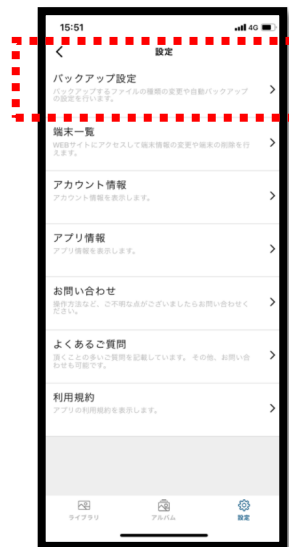 15:51
4G
設定
バックアップ設定
バックアップするファイルの種類の変更や自動バックアップ
の設定を行います。
端末一覧
WEBサイトにアクセスして端末情報の変更や端末の削除を行
えます。
アカウント情報
アカウント情報を表示します。
アプリ情報
アプリ情報を表示します。
お問い合わせ
操作方法など、ご不明な点がございましたらお問い合わせく
ださい。
よくあるご質問
頂くことの多いご質問を記載しています。その他、お問い合
わせも可能です。
利用規約
アプリの利用規約を表示します。
ライブラリ
アルバム
設定